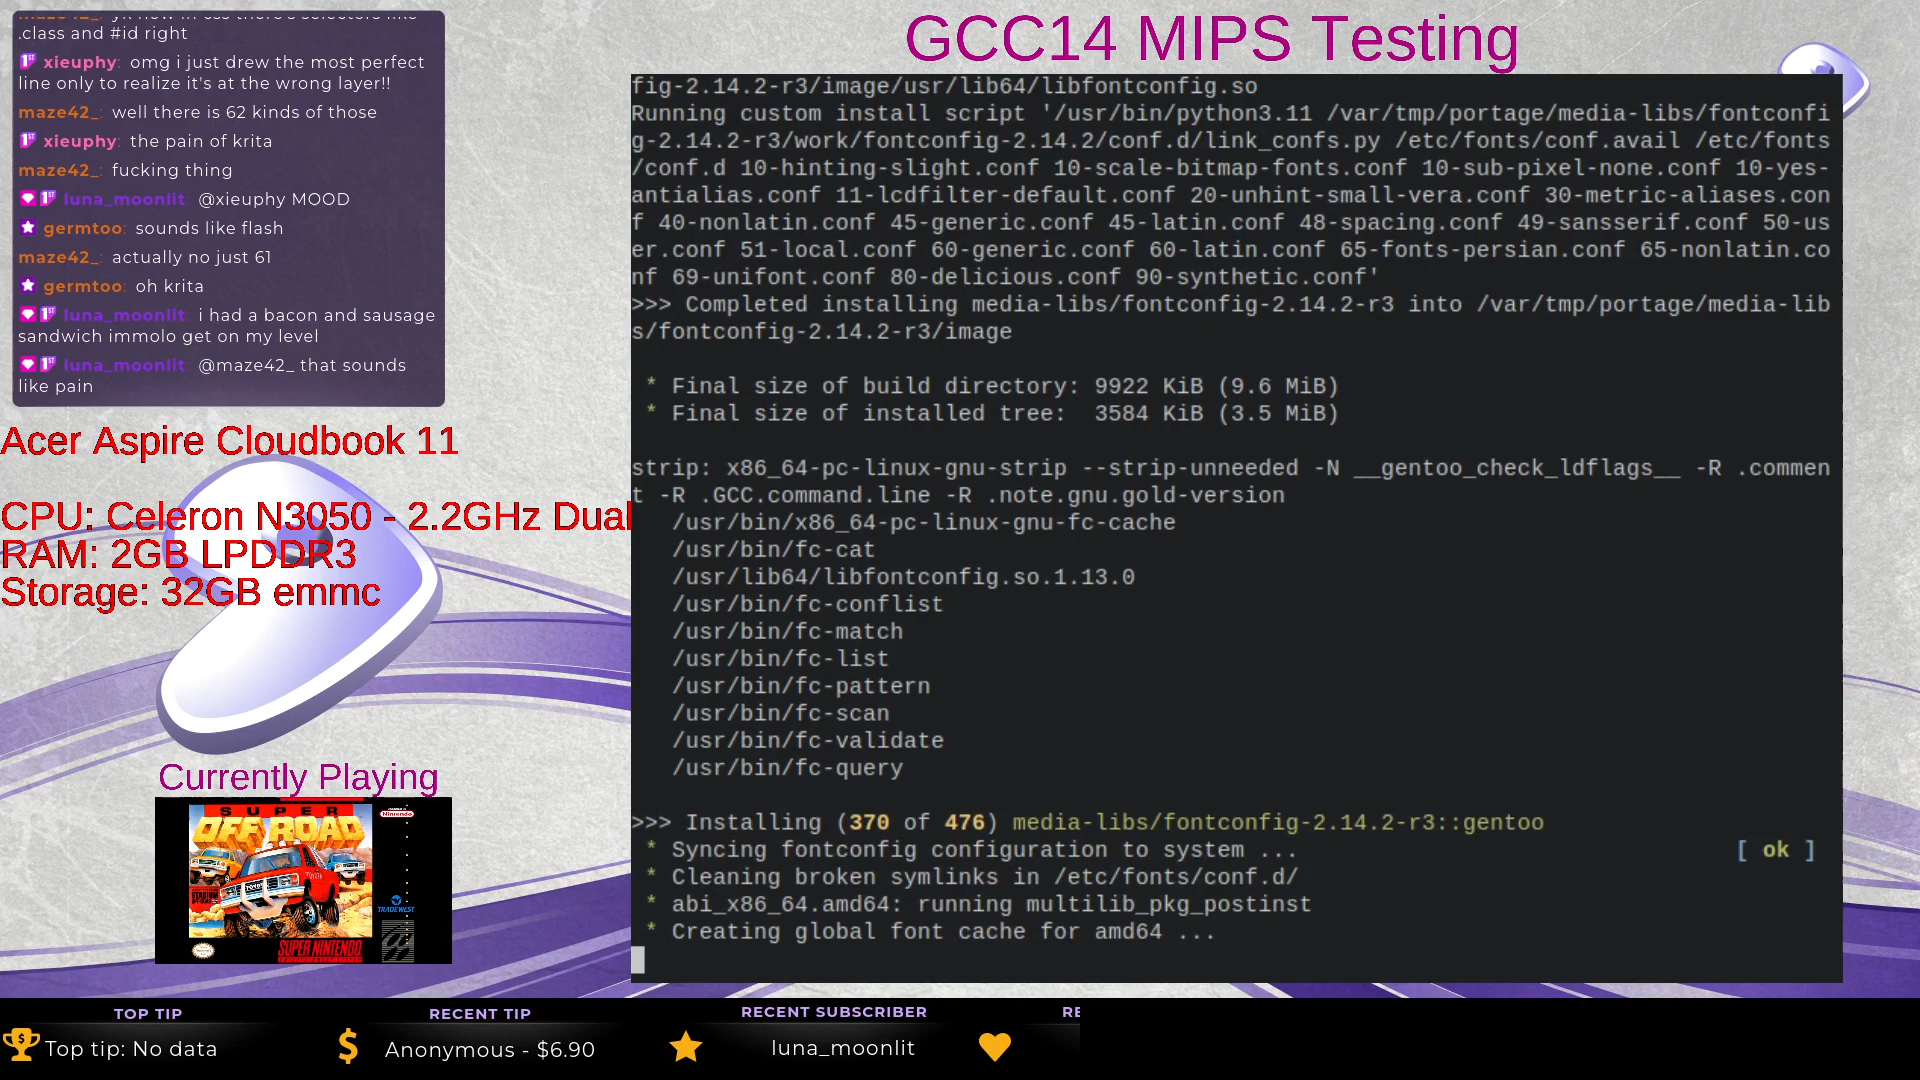 .class and #id right
xieuphy: omg i just drew the most perfect
line only to realize it's at the wrong layer!!
maze42_: well there is 62 kinds of those
xieuphy: the pain of krita
maze42_: fucking thing
luna_moonlit: @xieuphy MOOD
germtoo: sounds like flash
maze42_: actually no just 61
germtoo: oh krita
luna_moonlit: i had a bacon and sausage
sandwich immolo get on my level
luna_moonlit: @maze42_ that sounds
like pain
Acer Aspire Cloudbook 11
CPU: Celeron N3050 - 2.2GHz Dual
RAM: 2GB LPDDR3
Storage: 32GB emmc
Currently Playing
SUPER
OFF ROAD
Nintendo
TRADEWEST
SUPER NINTENDO
GCC14 MIPS Testing
fig-2.14.2-r3/image/usr/lib64/libfontconfig.so
Running custom install script '/usr/bin/python3.11 /var/tmp/portage/media-libs/fontconfi
g-2.14.2-r3/work/fontconfig-2.14.2/conf.d/link_confs.py /etc/fonts/conf.avail /etc/fonts
/conf.d 10-hinting-slight.conf 10-scale-bitmap-fonts.conf 10-sub-pixel-none.conf 10-yes-
antialias.conf 11-lcdfilter-default.conf 20-unhint-small-vera.conf 30-metric-aliases.con
f 40-nonlatin.conf 45-generic.conf 45-latin.conf 48-spacing.conf 49-sansserif.conf 50-us
er.conf 51-local.conf 60-generic.conf 60-latin.conf 65-fonts-persian.conf 65-nonlatin.co
nf 69-unifont.conf 80-delicious.conf 90-synthetic.conf'
>>> Completed installing media-libs/fontconfig-2.14.2-r3 into /var/tmp/portage/media-lib
s/fontconfig-2.14.2-r3/image
* Final size of build directory: 9922 KiB (9.6 MiB)
* Final size of installed tree:  3584 KiB (3.5 MiB)
strip: x86_64-pc-linux-gnu-strip --strip-unneeded -N __gentoo_check_ldflags__ -R .commen
t -R .GCC.command.line -R .note.gnu.gold-version
/usr/bin/x86_64-pc-linux-gnu-fc-cache
/usr/bin/fc-cat
/usr/lib64/libfontconfig.so.1.13.0
/usr/bin/fc-conflist
/usr/bin/fc-match
/usr/bin/fc-list
/usr/bin/fc-pattern
/usr/bin/fc-scan
/usr/bin/fc-validate
/usr/bin/fc-query
>>> Installing (370 of 476) media-libs/fontconfig-2.14.2-r3::gentoo
* Syncing fontconfig configuration to system ... [ ok ]
* Cleaning broken symlinks in /etc/fonts/conf.d/
* abi_x86_64.amd64: running multilib_pkg_postinst
* Creating global font cache for amd64 ...
TOP TIP
Top tip: No data
RECENT TIP
Anonymous - $6.90
RECENT SUBSCRIBER
luna_moonlit
RE